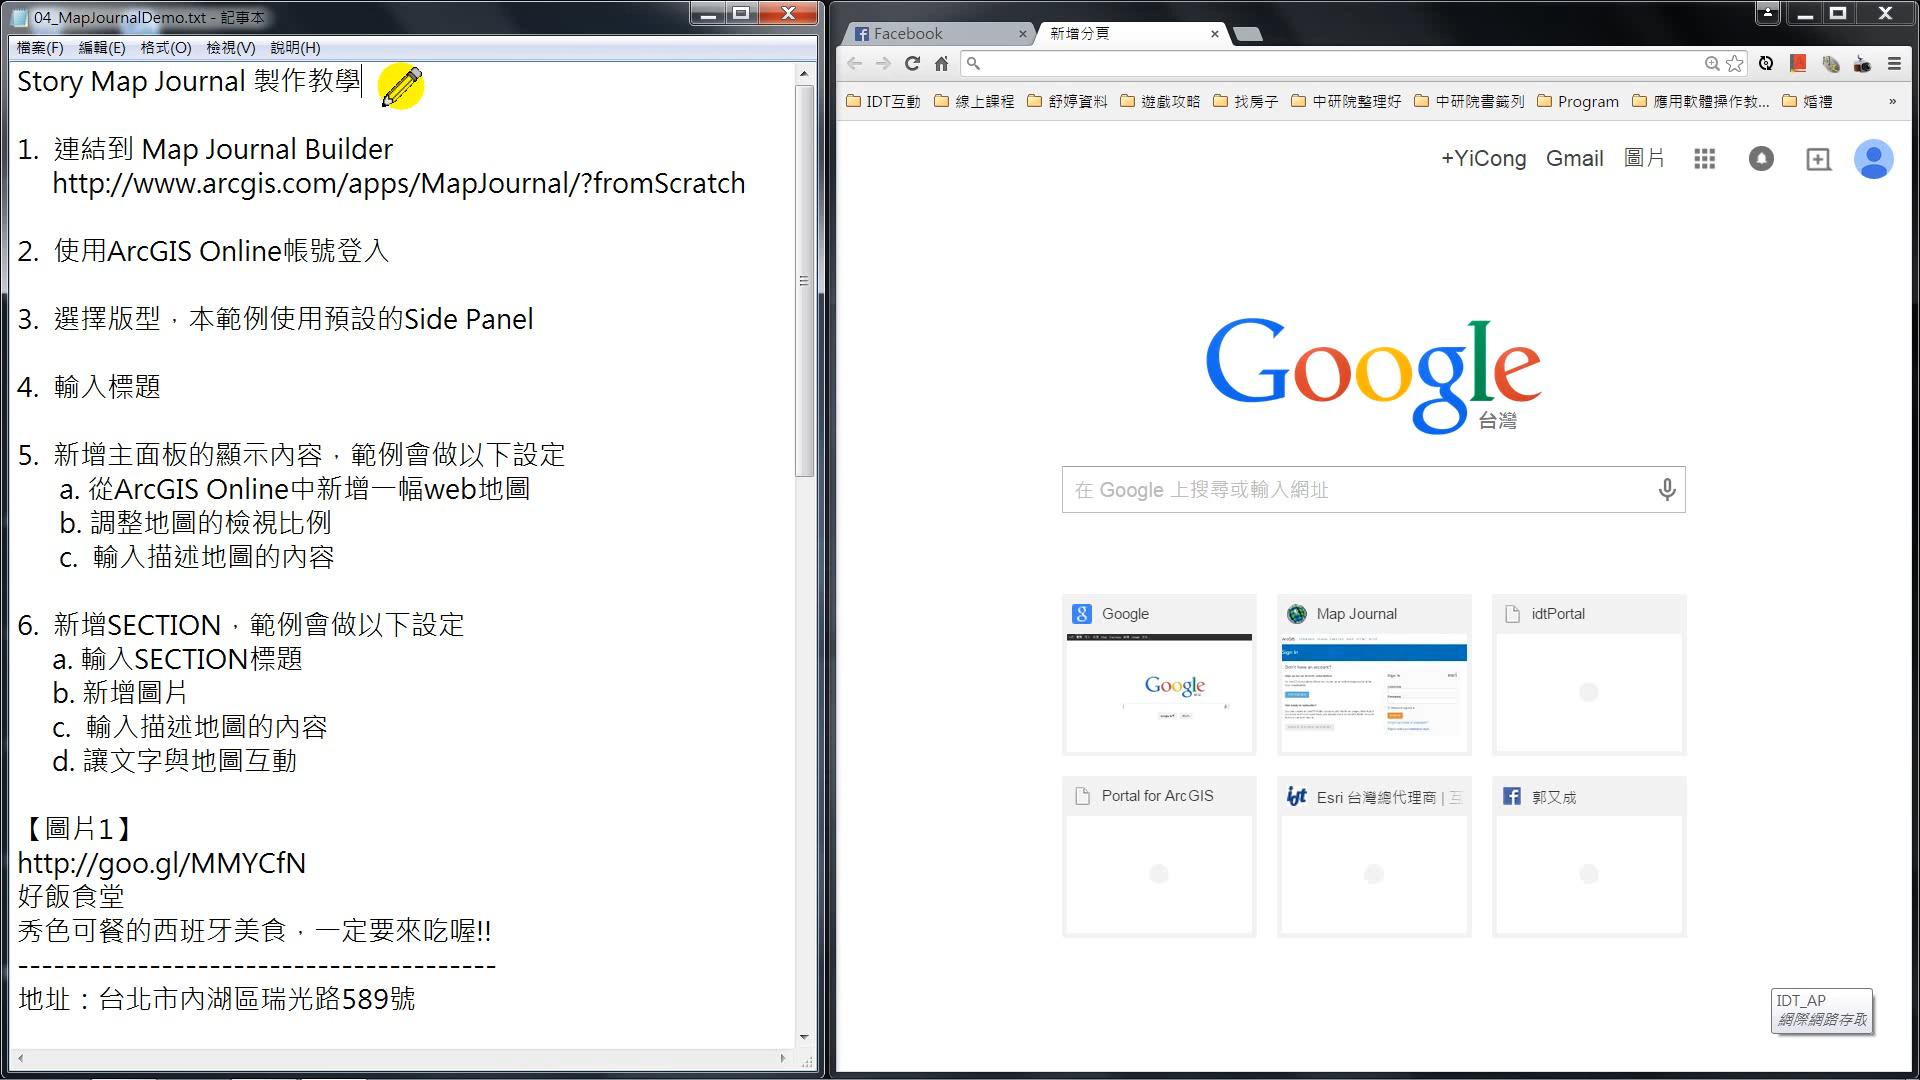 04_MapJournalDemo.txt - 記事本
檔案(F) 編輯(E) 格式(O) 檢視(V) 說明(H)
Story Map Journal 製作教學
1. 連結到 Map Journal Builder
http://www.arcgis.com/apps/MapJournal/?fromScratch
2. 使用ArcGIS Online帳號登入
3. 選擇版型，本範例使用預設的Side Panel
4. 輸入標題
5. 新增主面板的顯示內容，範例會做以下設定
a. 從ArcGIS Online中新增一幅web地圖
b. 調整地圖的檢視比例
c. 輸入描述地圖的內容
6. 新增SECTION，範例會做以下設定
a. 輸入SECTION標題
b. 新增圖片
c. 輸入描述地圖的內容
d. 讓文字與地圖互動
【圖片1】
http://goo.gl/MMYCfN
好飯食堂
秀色可餐的西班牙美食，一定要來吃喔!!
----------------------------------------
地址：台北市內湖區瑞光路589號
Facebook 新增分頁
IDT互動 線上課程 舒婷資料 遊戲攻略 找房子 中研院整理好 中研院書籤列 Program 應用軟體操作教... 婚禮 »
+YiCong Gmail 圖片
Google
台灣
在 Google 上搜尋或輸入網址
Google Map Journal idtPortal
Google
Sign In
Portal for ArcGIS Esri 台灣總代理商 | 互 郭又成
IDT_AP
網際網路存取